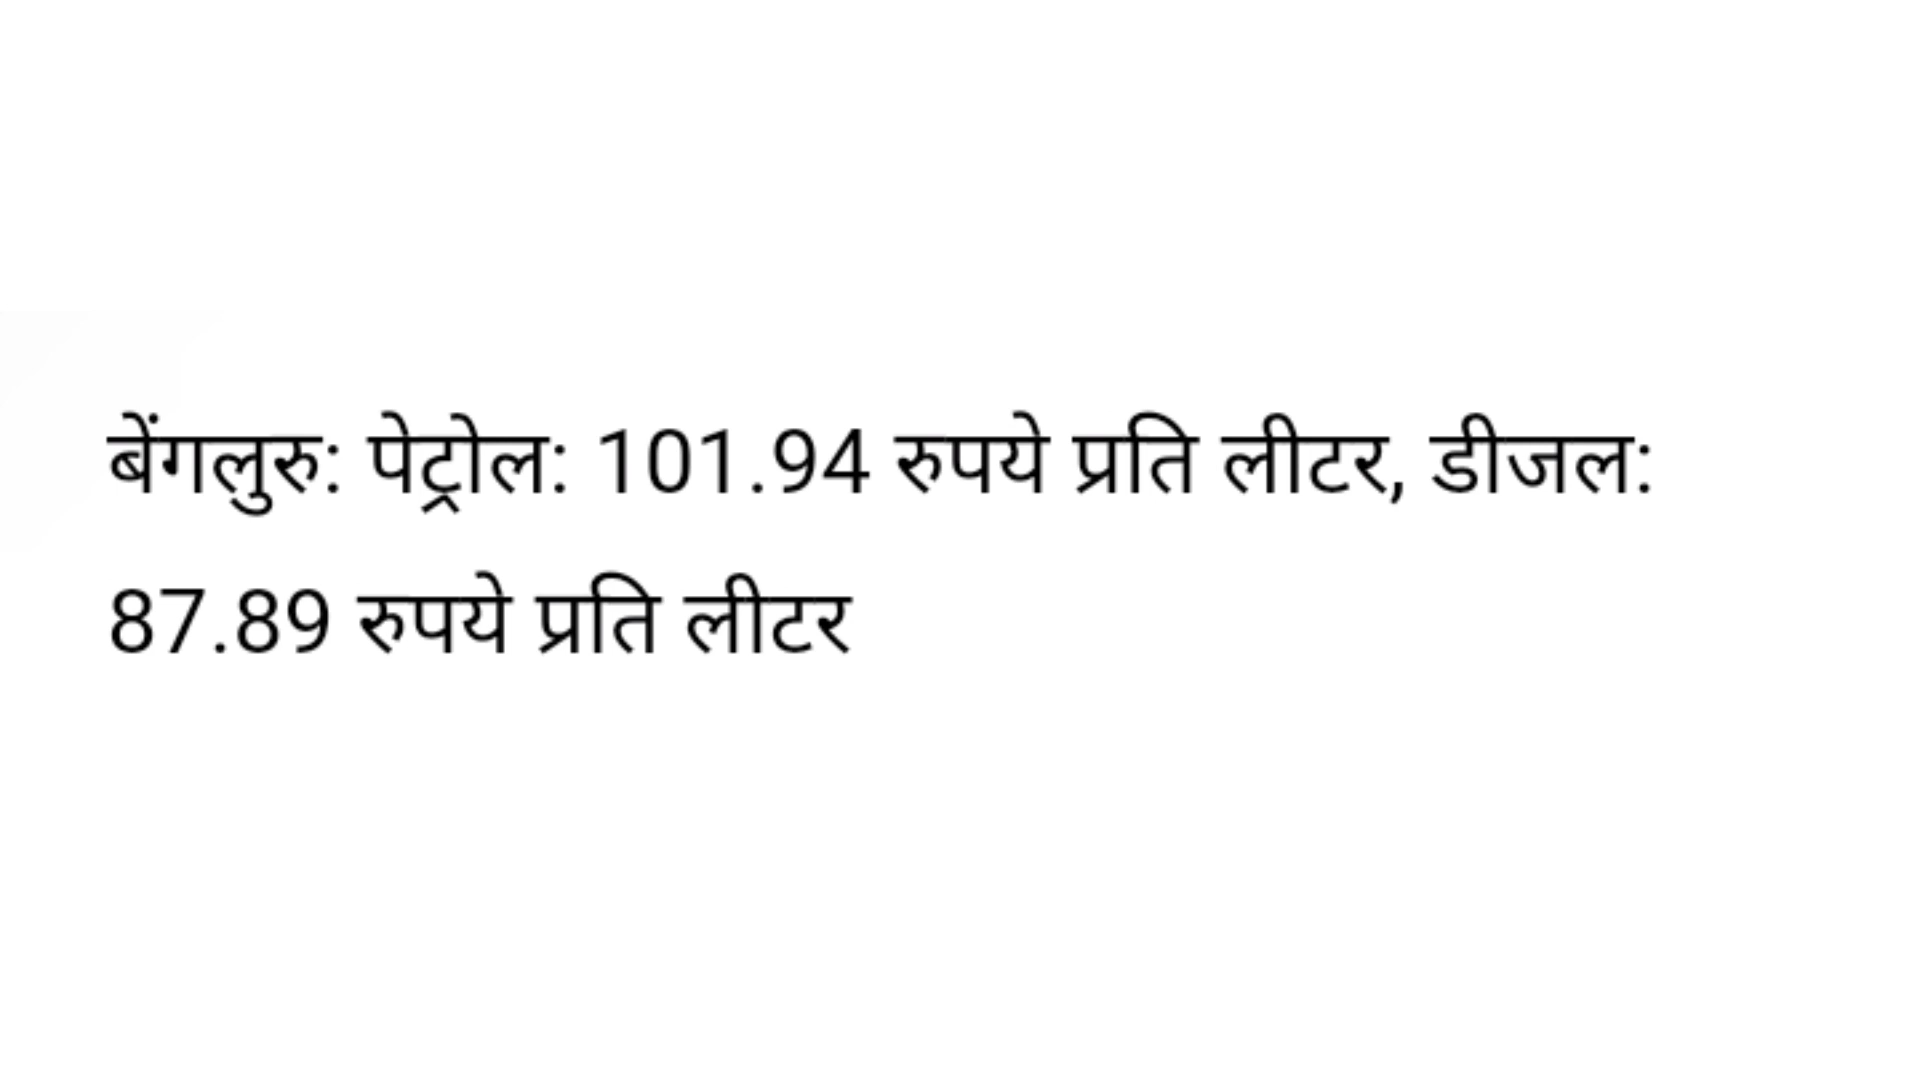 बेंगलुरु: पेट्रोल: 101.94 रुपये प्रति लीटर, डीजल:
87.89 रुपये प्रति लीटर